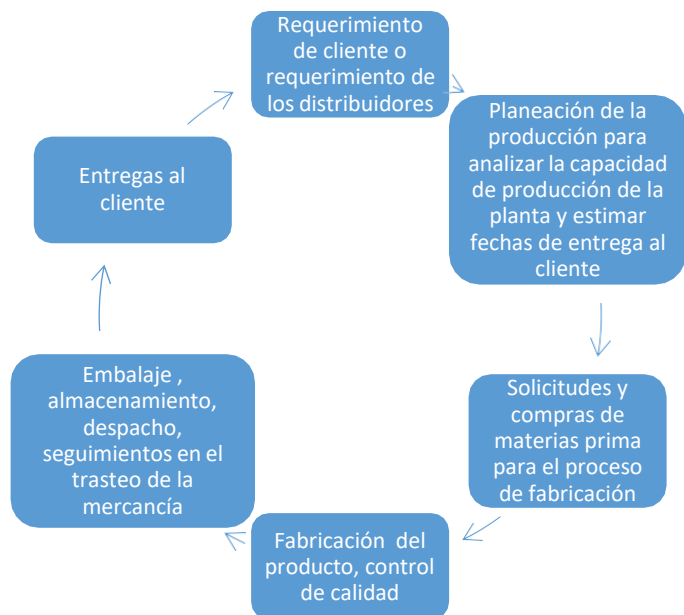 Requerimiento
de cliente o
requerimiento de
los distribuidores
Planeación de la
producción para
analizar la capacidad
de producción de la
planta y estimar
fechas de entrega al
cliente
Solicitudes y
compras de
materias prima
para el proceso
de fabricación
Fabricación del
producto, control
de calidad
Embalaje ,
almacenamiento,
despacho,
seguimientos en el
trasteo de la
mercancía
Entregas al
cliente